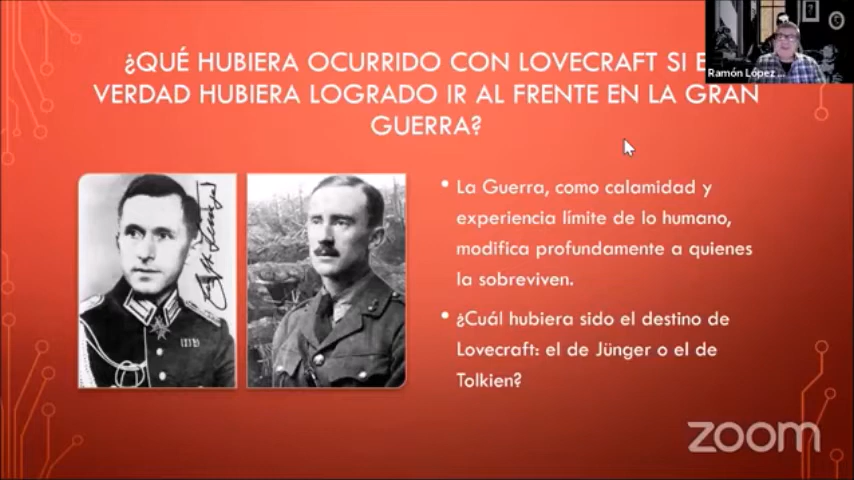 ¿QUÉ HUBIERA OCURRIDO CON LOVECRAFT SI E
VERDAD HUBIERA LOGRADO IR AL FRENTE EN LA GRAN
GUERRA?
Ramón López...
• La Guerra, como calamidad y
experiencia límite de lo humano,
modifica profundamente a quienes
la sobreviven.
• ¿Cuál hubiera sido el destino de
Lovecraft: el de Jünger o el de
Tolkien?
zoom